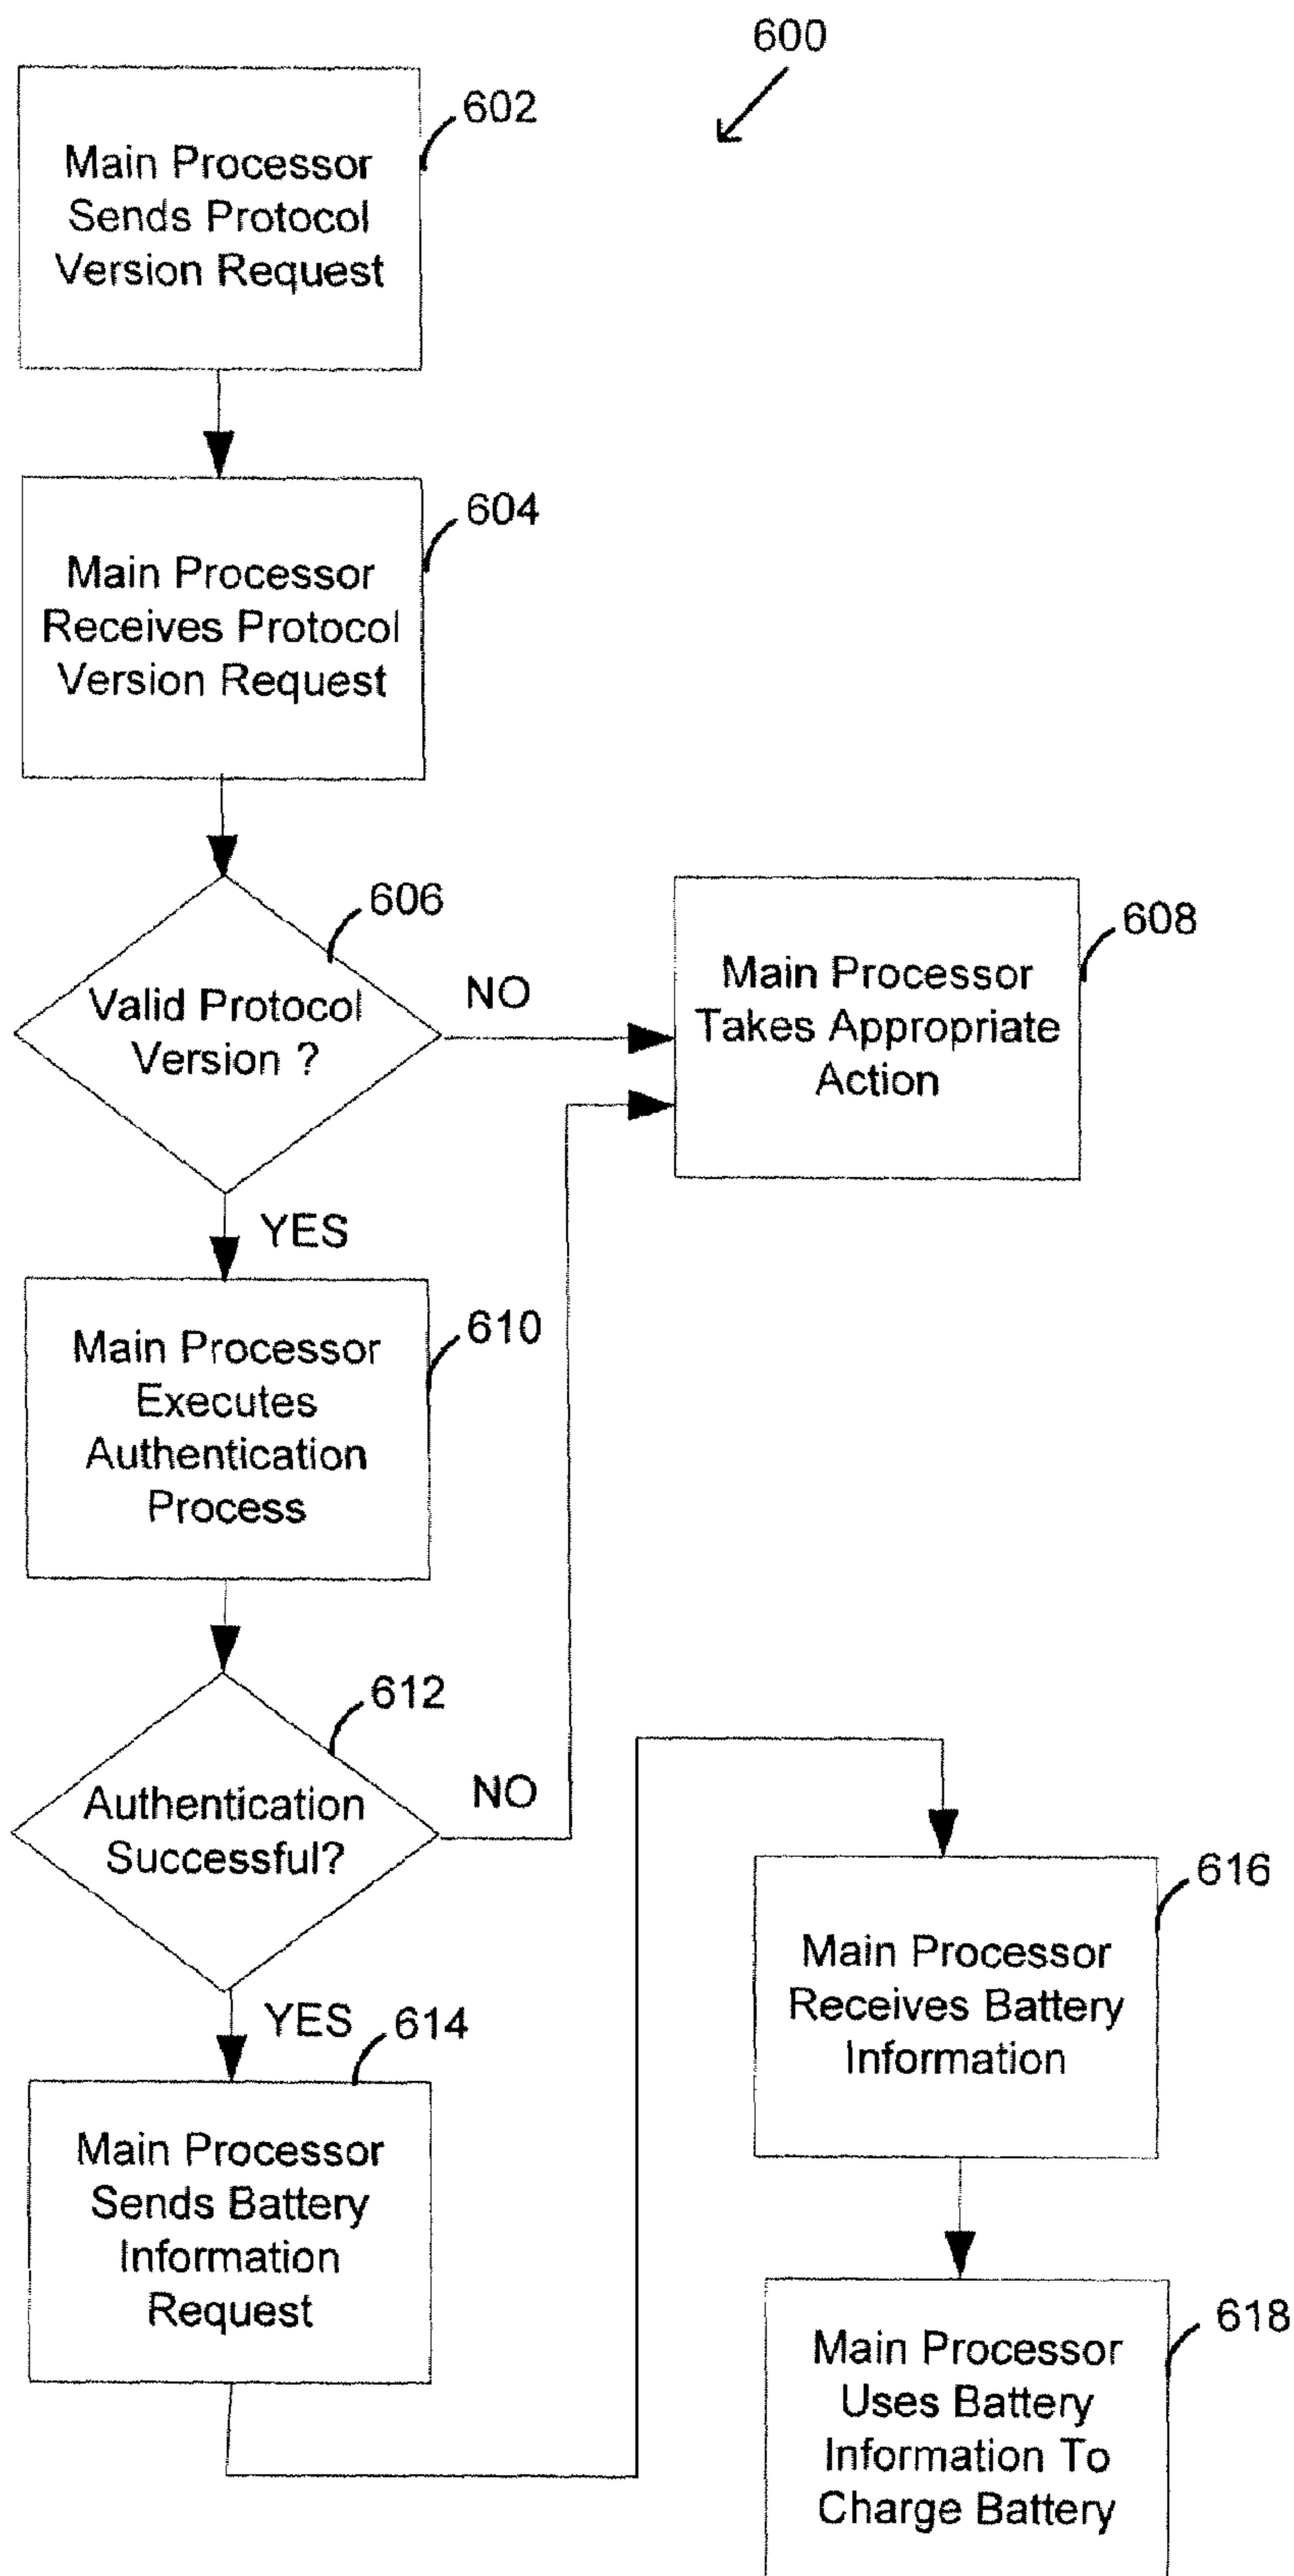 600
602
Main Processor
Sends Protocol
Version Request
604
Main Processor
Receives Protocol
Version Request
606
Valid Protocol
Version ?
NO
608
Main Processor
Takes Appropriate
Action
YES
610
Main Processor
Executes
Authentication
Process
612
Authentication
Successful?
NO
YES
614
Main Processor
Sends Battery
Information
Request
616
Main Processor
Receives Battery
Information
618
Main Processor
Uses Battery
Information To
Charge Battery